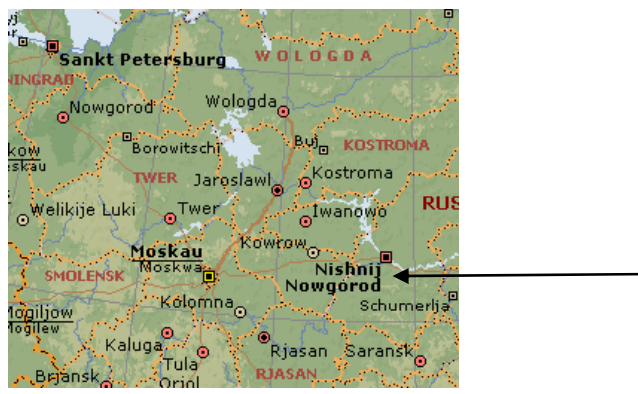 Sankt Petersburg
WOLOGDA
NINGRAD
Nowgorod
Wologda
Borowitschi
Buj
KOSTROMA
kow
eskau
TWER
Jaroslawl
Kostroma
Welikije Luki
Twer
Iwanowo
RUS
Moskau
Moskwa
Kowrow
Nishnij
Nowgorod
SMOLENSK
Kolomna
Schumerlja
Mogiljow
Mogilew
Kaluga
Tula
Rjasan
Saransk
Brjansk
Orjol
RJASAN